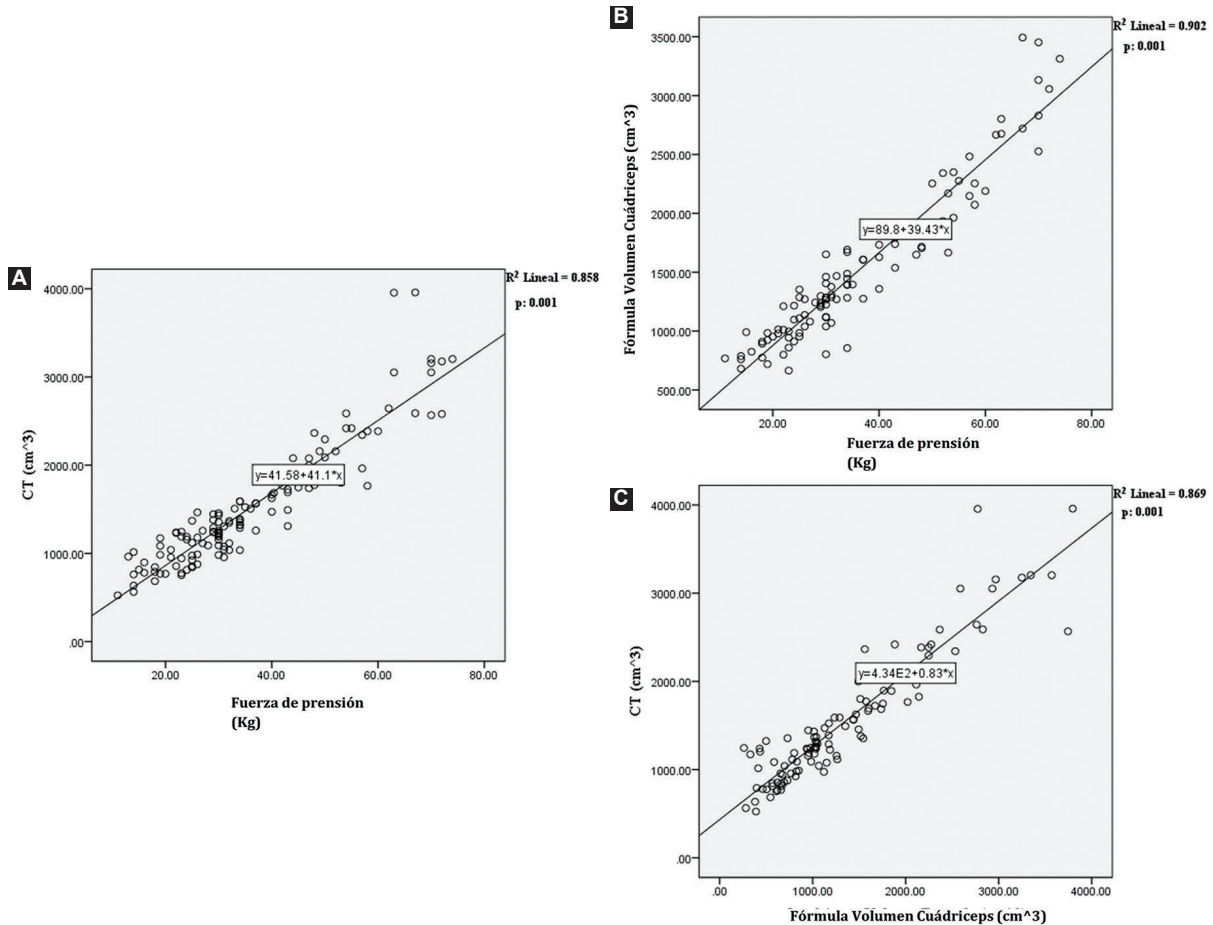 A
R² Lineal = 0.858
p: 0.001
CT (cm^3)
4000.00
3000.00
2000.00
1000.00
.00
y=41.58+41.1*x
20.00 40.00 60.00 80.00
Fuerza de prensión
(Kg)
B
R² Lineal = 0.902
p: 0.001
Fórmula Volumen Cuádriceps (cm^3)
3500.00
3000.00
2500.00
2000.00
1500.00
1000.00
500.00
y=89.8+39.43*x
20.00 40.00 60.00 80.00
Fuerza de prensión
(Kg)
C
R² Lineal = 0.869
p: 0.001
CT (cm^3)
4000.00
3000.00
2000.00
1000.00
.00
y=4.34E2+0.83*x
.00 1000.00 2000.00 3000.00 4000.00
Fórmula Volumen Cuádriceps (cm^3)